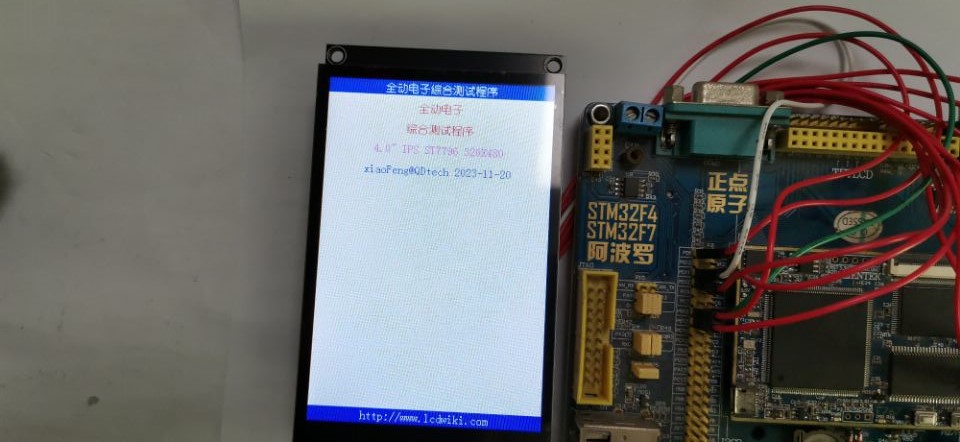 全动电子综合测试程序
全动电子
综合测试程序
4.0" IPS ST7796 320X480
xiaoFeng@QDtech 2023-11-20
http://www.lcdwiki.com
正点
原子
STM32F4
STM32F7
阿波罗